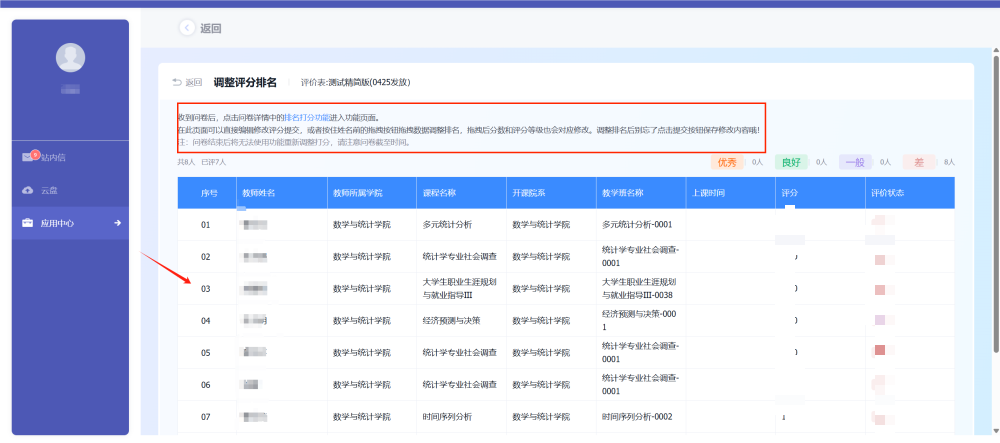 返回
9
站内信
云盘
应用中心
返回 调整评分排名 评价表:测试精简版(0425发放)
收到问卷后，点击问卷详情中的排名打分功能进入功能页面。
在此页面可以直接编辑修改评分提交，或者按住姓名前的拖拽按钮拖拽数据调整排名，拖拽后分数和评分等级也会对应修改。调整排名后别忘了点击提交按钮保存修改内容哦！
注：问卷结束后将无法使用功能重新调整打分，请注意问卷截至时间。
共8人 已评7人 优秀 0人 良好 0人 一般 0人 差 8人
序号 教师姓名 教师所属学院 课程名称 开课院系 教学班名称 上课时间 评分 评价状态
01 数学与统计学院 多元统计分析 数学与统计学院 多元统计分析-0001
02 数学与统计学院 统计学专业社会调查 数学与统计学院 统计学专业社会调查-
0001
03 数学与统计学院 大学生职业生涯规划 数学与统计学院 大学生职业生涯规划
与就业指导III 与就业指导III-0038
04 数学与统计学院 经济预测与决策 数学与统计学院 经济预测与决策-000
1
05 数学与统计学院 统计学专业社会调查 数学与统计学院 统计学专业社会调查-
0001
06 数学与统计学院 统计学专业社会调查 数学与统计学院 统计学专业社会调查-
0001
07 数学与统计学院 时间序列分析 数学与统计学院 时间序列分析-0002 1